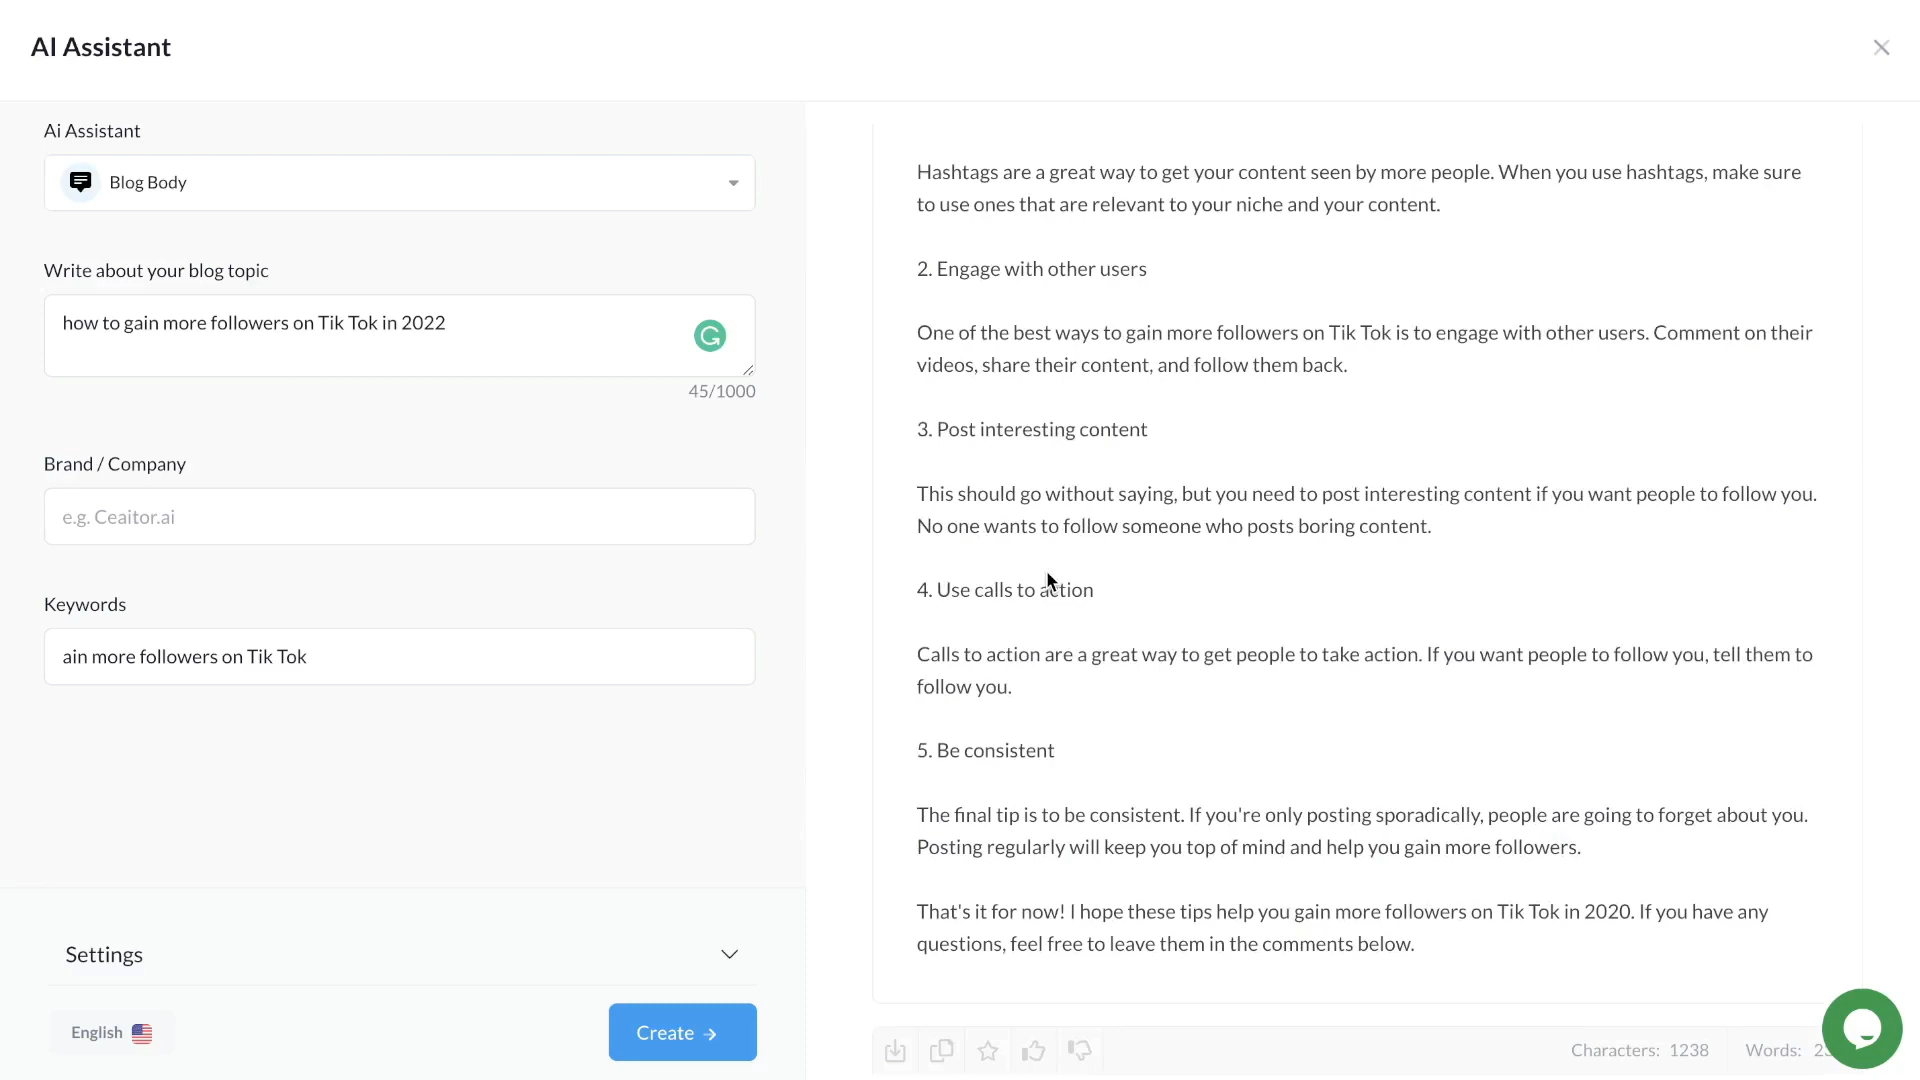 AI Assistant
Ai Assistant
Blog Body
Write about your blog topic
how to gain more followers on Tik Tok in 2022
45/1000
Brand / Company
e.g. Ceaitor.ai
Keywords
ain more followers on Tik Tok
Settings
English
Create
Hashtags are a great way to get your content seen by more people. When you use hashtags, make sure
to use ones that are relevant to your niche and your content.
2. Engage with other users
One of the best ways to gain more followers on Tik Tok is to engage with other users. Comment on their
videos, share their content, and follow them back.
3. Post interesting content
This should go without saying, but you need to post interesting content if you want people to follow you.
No one wants to follow someone who posts boring content.
4. Use calls to action
Calls to action are a great way to get people to take action. If you want people to follow you, tell them to
follow you.
5. Be consistent
The final tip is to be consistent. If you're only posting sporadically, people are going to forget about you.
Posting regularly will keep you top of mind and help you gain more followers.
That's it for now! I hope these tips help you gain more followers on Tik Tok in 2020. If you have any
questions, feel free to leave them in the comments below.
Characters: 1238 Words: